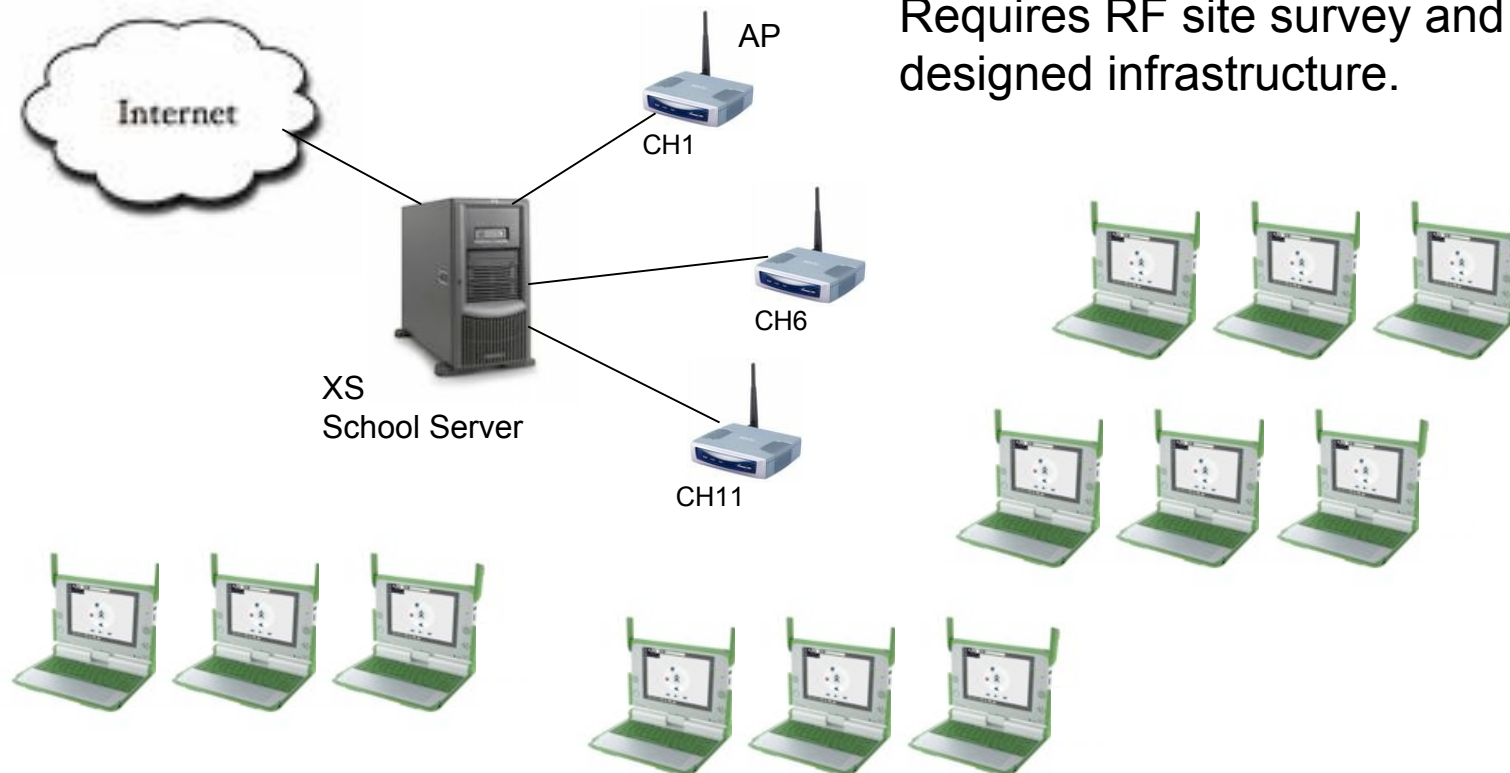 Requires RF site survey and
designed infrastructure.
AP
Internet
CH1
CH6
XS
School Server
CH11